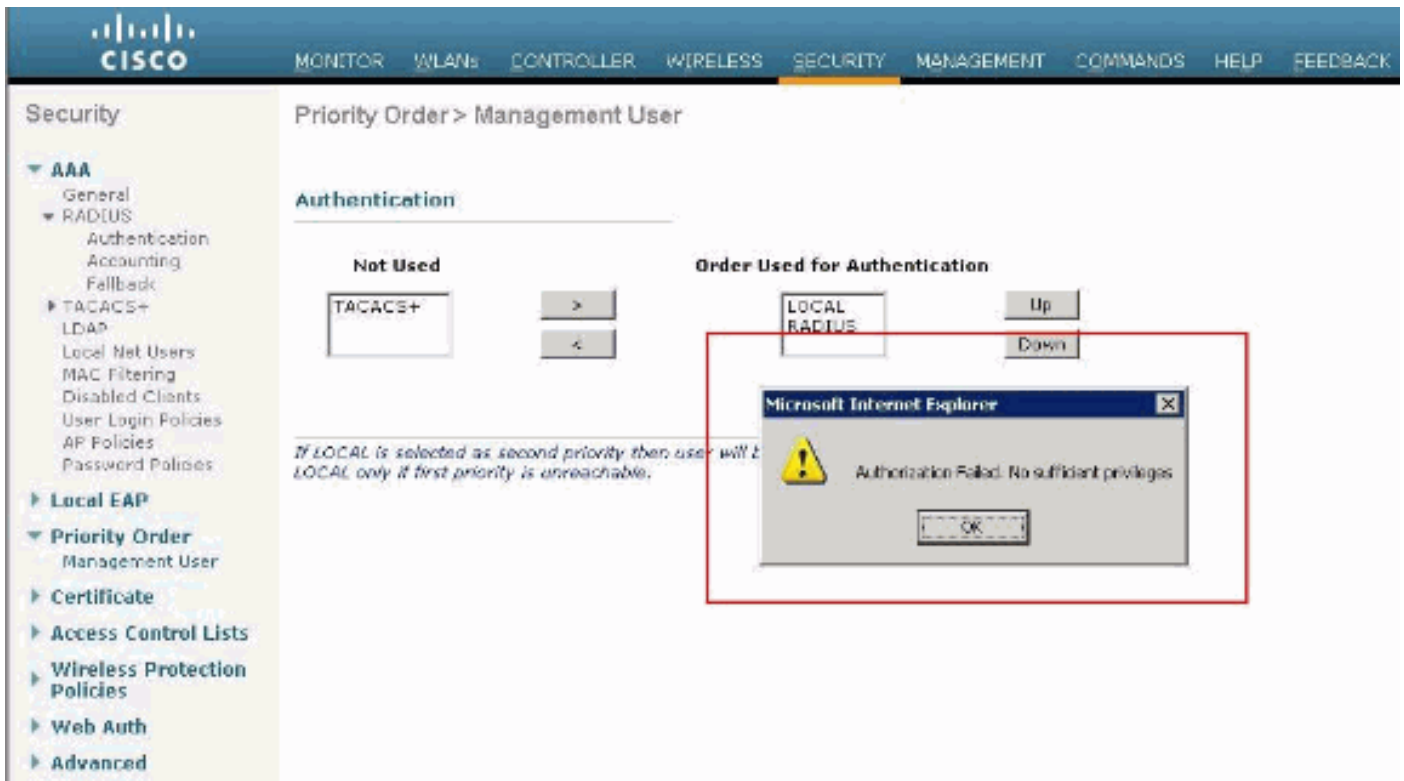 CISCO
MONITOR WLANs CONTROLLER WIRELESS SECURITY MANAGEMENT COMMANDS HELP FEEDBACK
Security
AAA
General
RADIUS
Authentication
Accounting
Fallback
TACACS+
LDAP
Local Net Users
MAC Filtering
Disabled Clients
User Login Policies
AP Policies
Password Policies
Local EAP
Priority Order
Management User
Certificate
Access Control Lists
Wireless Protection
Policies
Web Auth
Advanced
Priority Order > Management User
Authentication
Not Used
Order Used for Authentication
TACACS+
>
<
LOCAL
RADIUS
Up
Down
If LOCAL is selected as second priority then user will
LOCAL only if first priority is unreachable.
Microsoft Internet Explorer
Authorization Failed. No sufficient privileges
OK